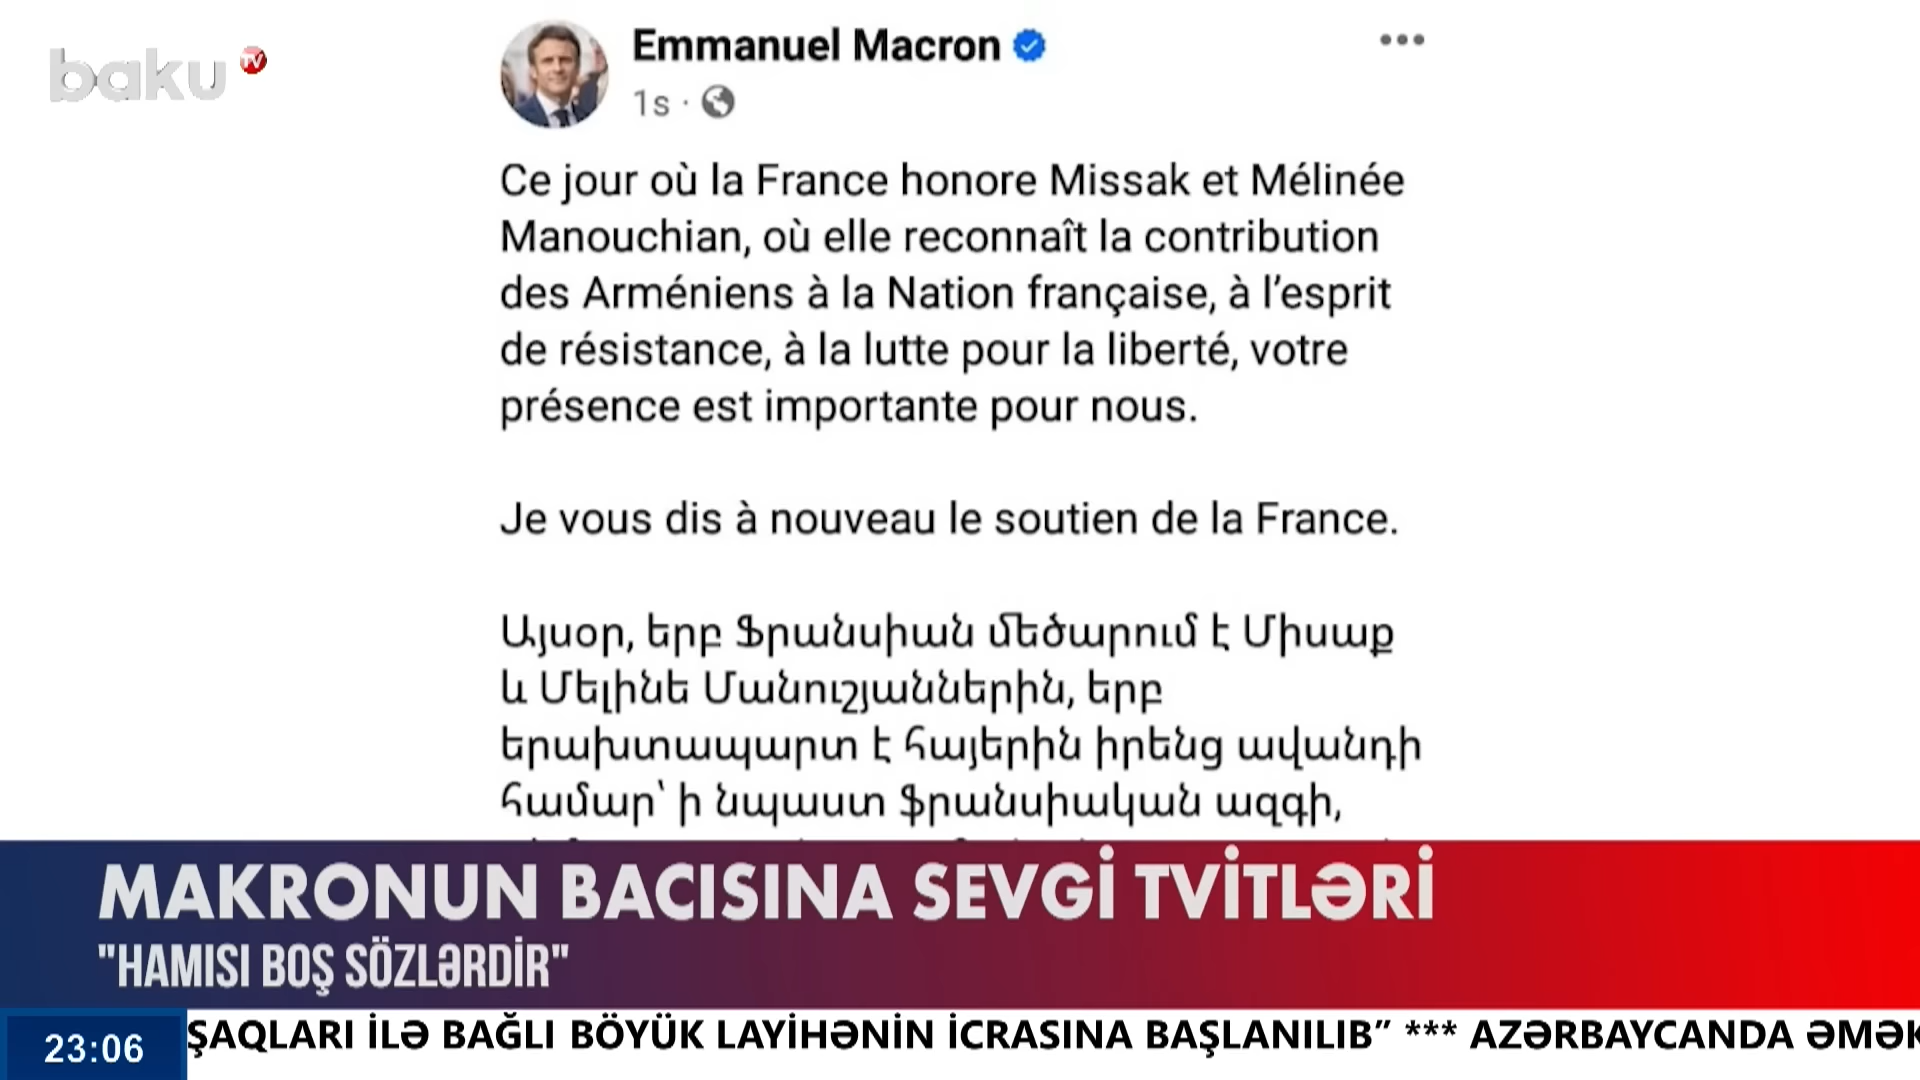 baku TV
Emmanuel Macron
1s ·
Ce jour où la France honore Missak et Mélinée
Manouchian, où elle reconnaît la contribution
des Arméniens à la Nation française, à l’esprit
de résistance, à la lutte pour la liberté, votre
présence est importante pour nous.
Je vous dis à nouveau le soutien de la France.
Այսօր, երբ Ֆրանսիան մեծարում է Միսաք
և Մելինե Մանուշյաններին, երբ
երախտապարտ է հայերին իրենց ավանդի
համար՝ ի նպաստ ֆրանսիական ազգի,
MAKRONUN BACISINA SEVGİ TVİTLƏRİ
"HAMISI BOŞ SÖZLƏRDİR"
23:06
ŞAQLARI İLƏ BAĞLI BÖYÜK LAYİHƏNİN İCRASINA BAŞLANILIB” *** AZƏRBAYCANDA ƏMƏK